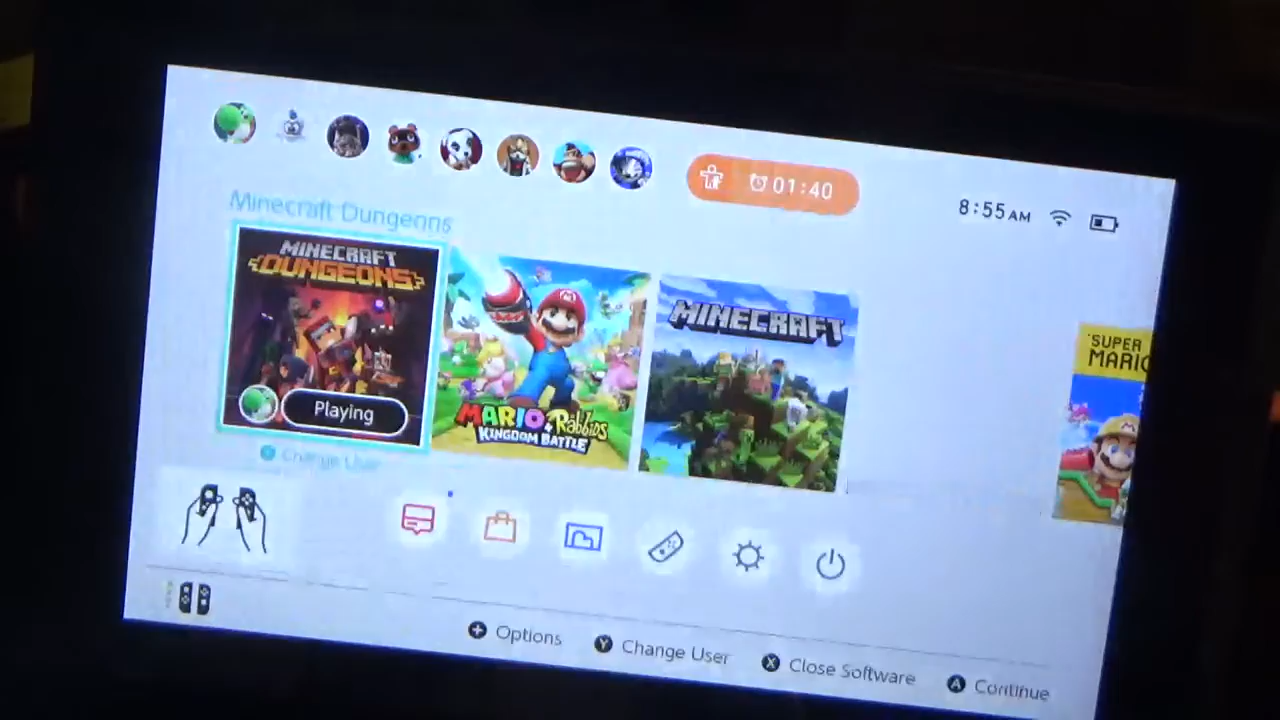 01:40
8:55 AM
Minecraft Dungeons
MINECRAFT
DUNGEONS
Playing
MARIO + Rabbids
KINGDOM BATTLE
MINECRAFT
SUPER
MARIO
Change User
+ Options
Y Change User
X Close Software
A Continue